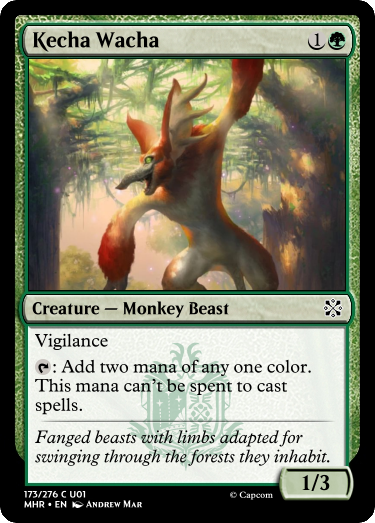 Kecha Wacha 1
Creature — Monkey Beast
Vigilance
: Add two mana of any one color.
This mana can't be spent to cast
spells.
Fanged beasts with limbs adapted for
swinging through the forests they inhabit.
1/3
173/276 C U01
MHR • EN Andrew Mar
© Capcom